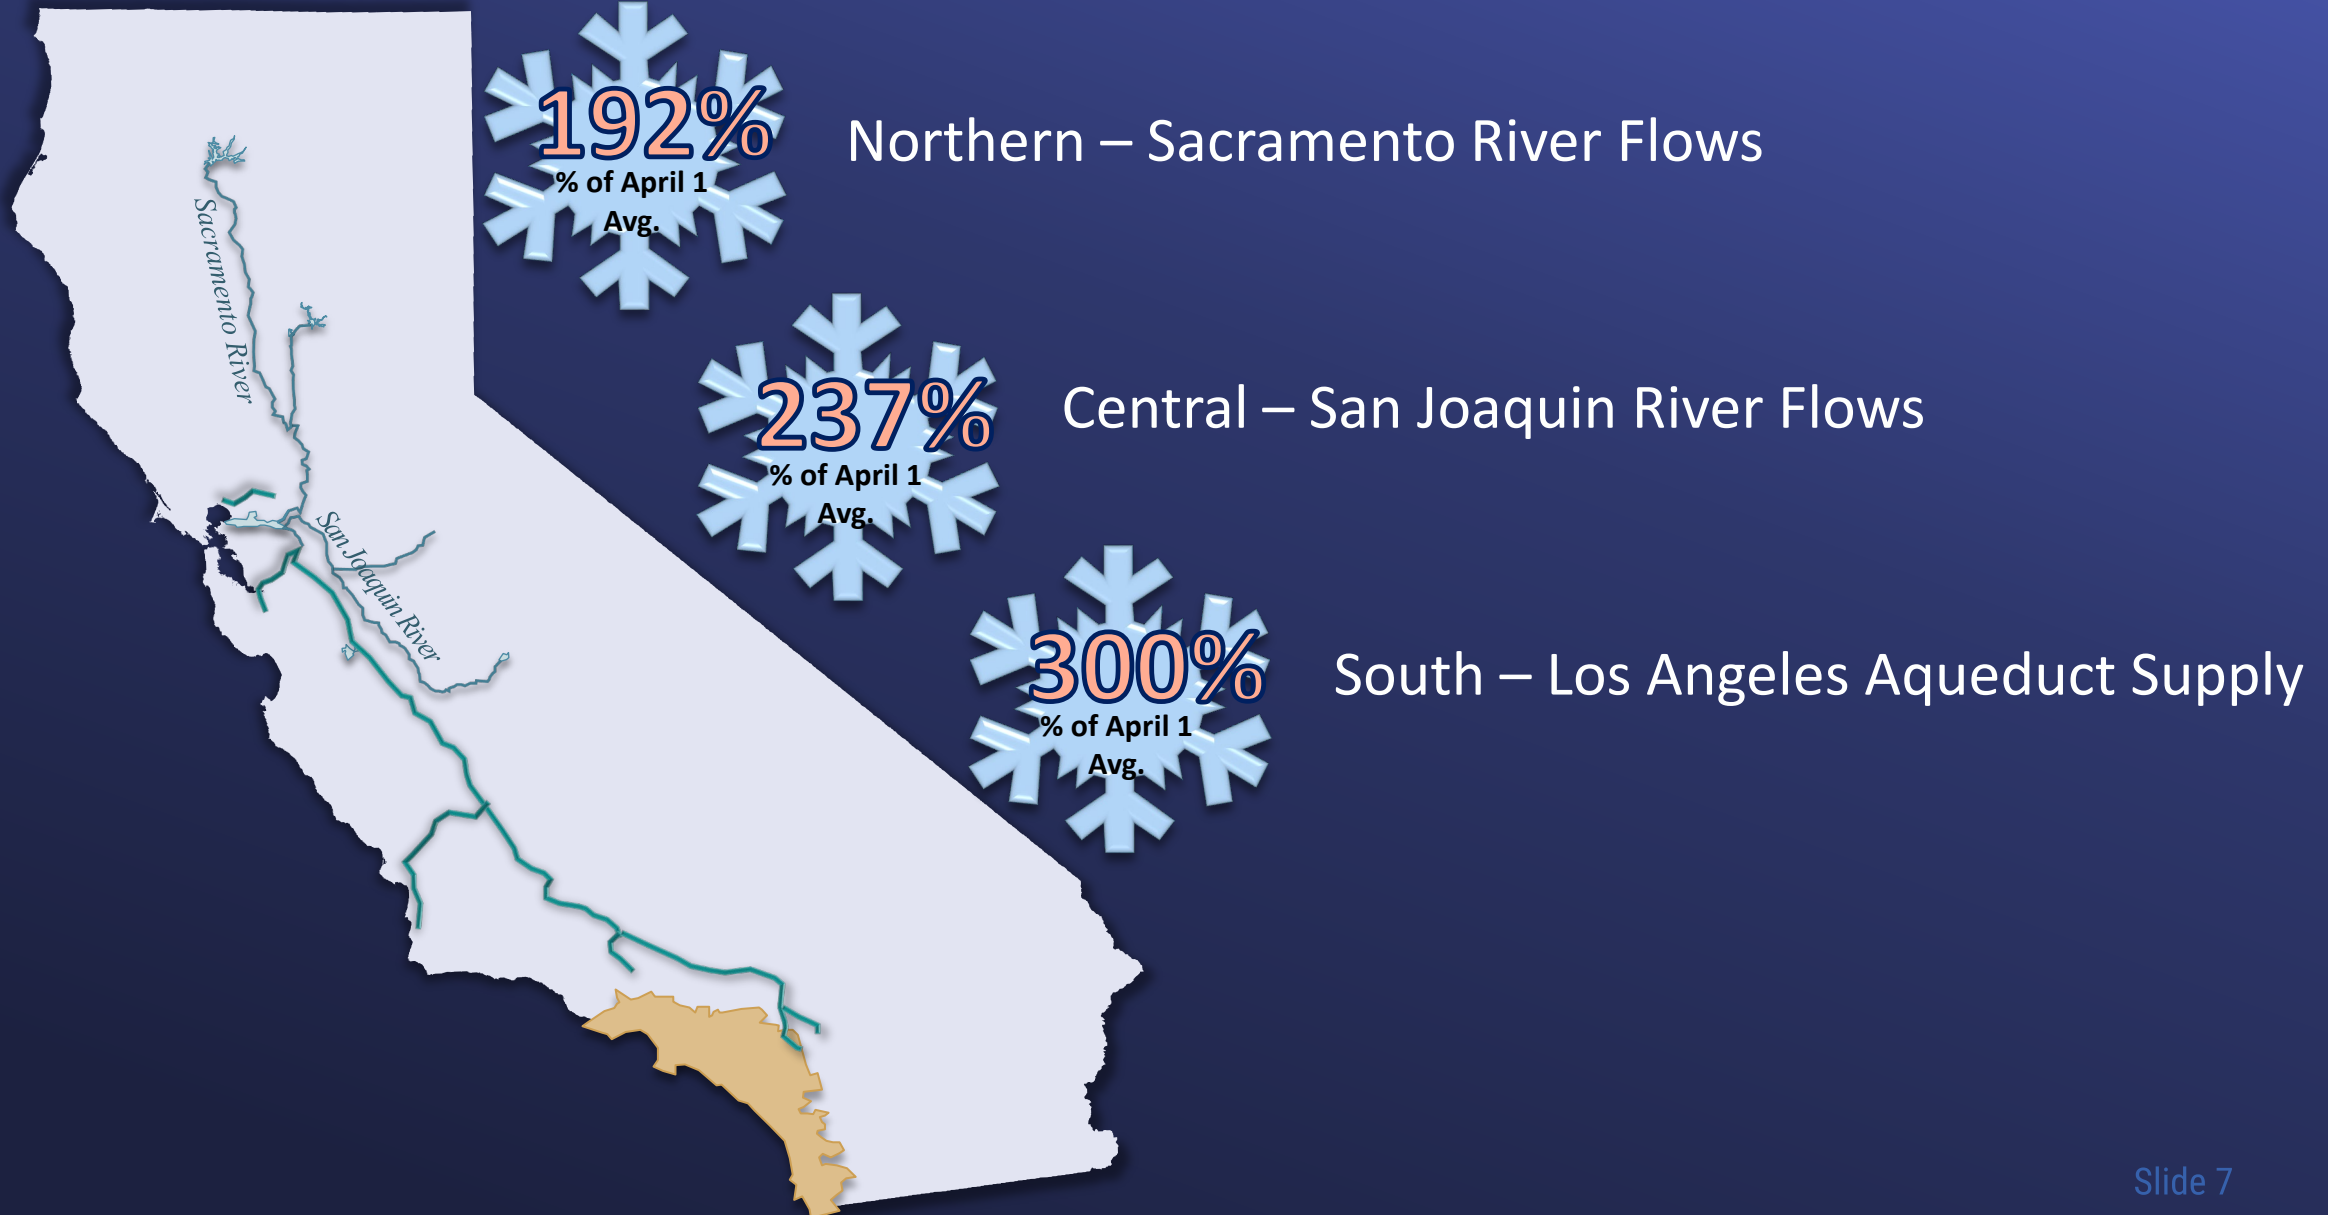 192%
% of April 1
Avg.
Northern – Sacramento River Flows
Sacramento River
237%
% of April 1
Avg.
Central – San Joaquin River Flows
San Joaquin River
300%
% of April 1
Avg.
South – Los Angeles Aqueduct Supply
Slide 7